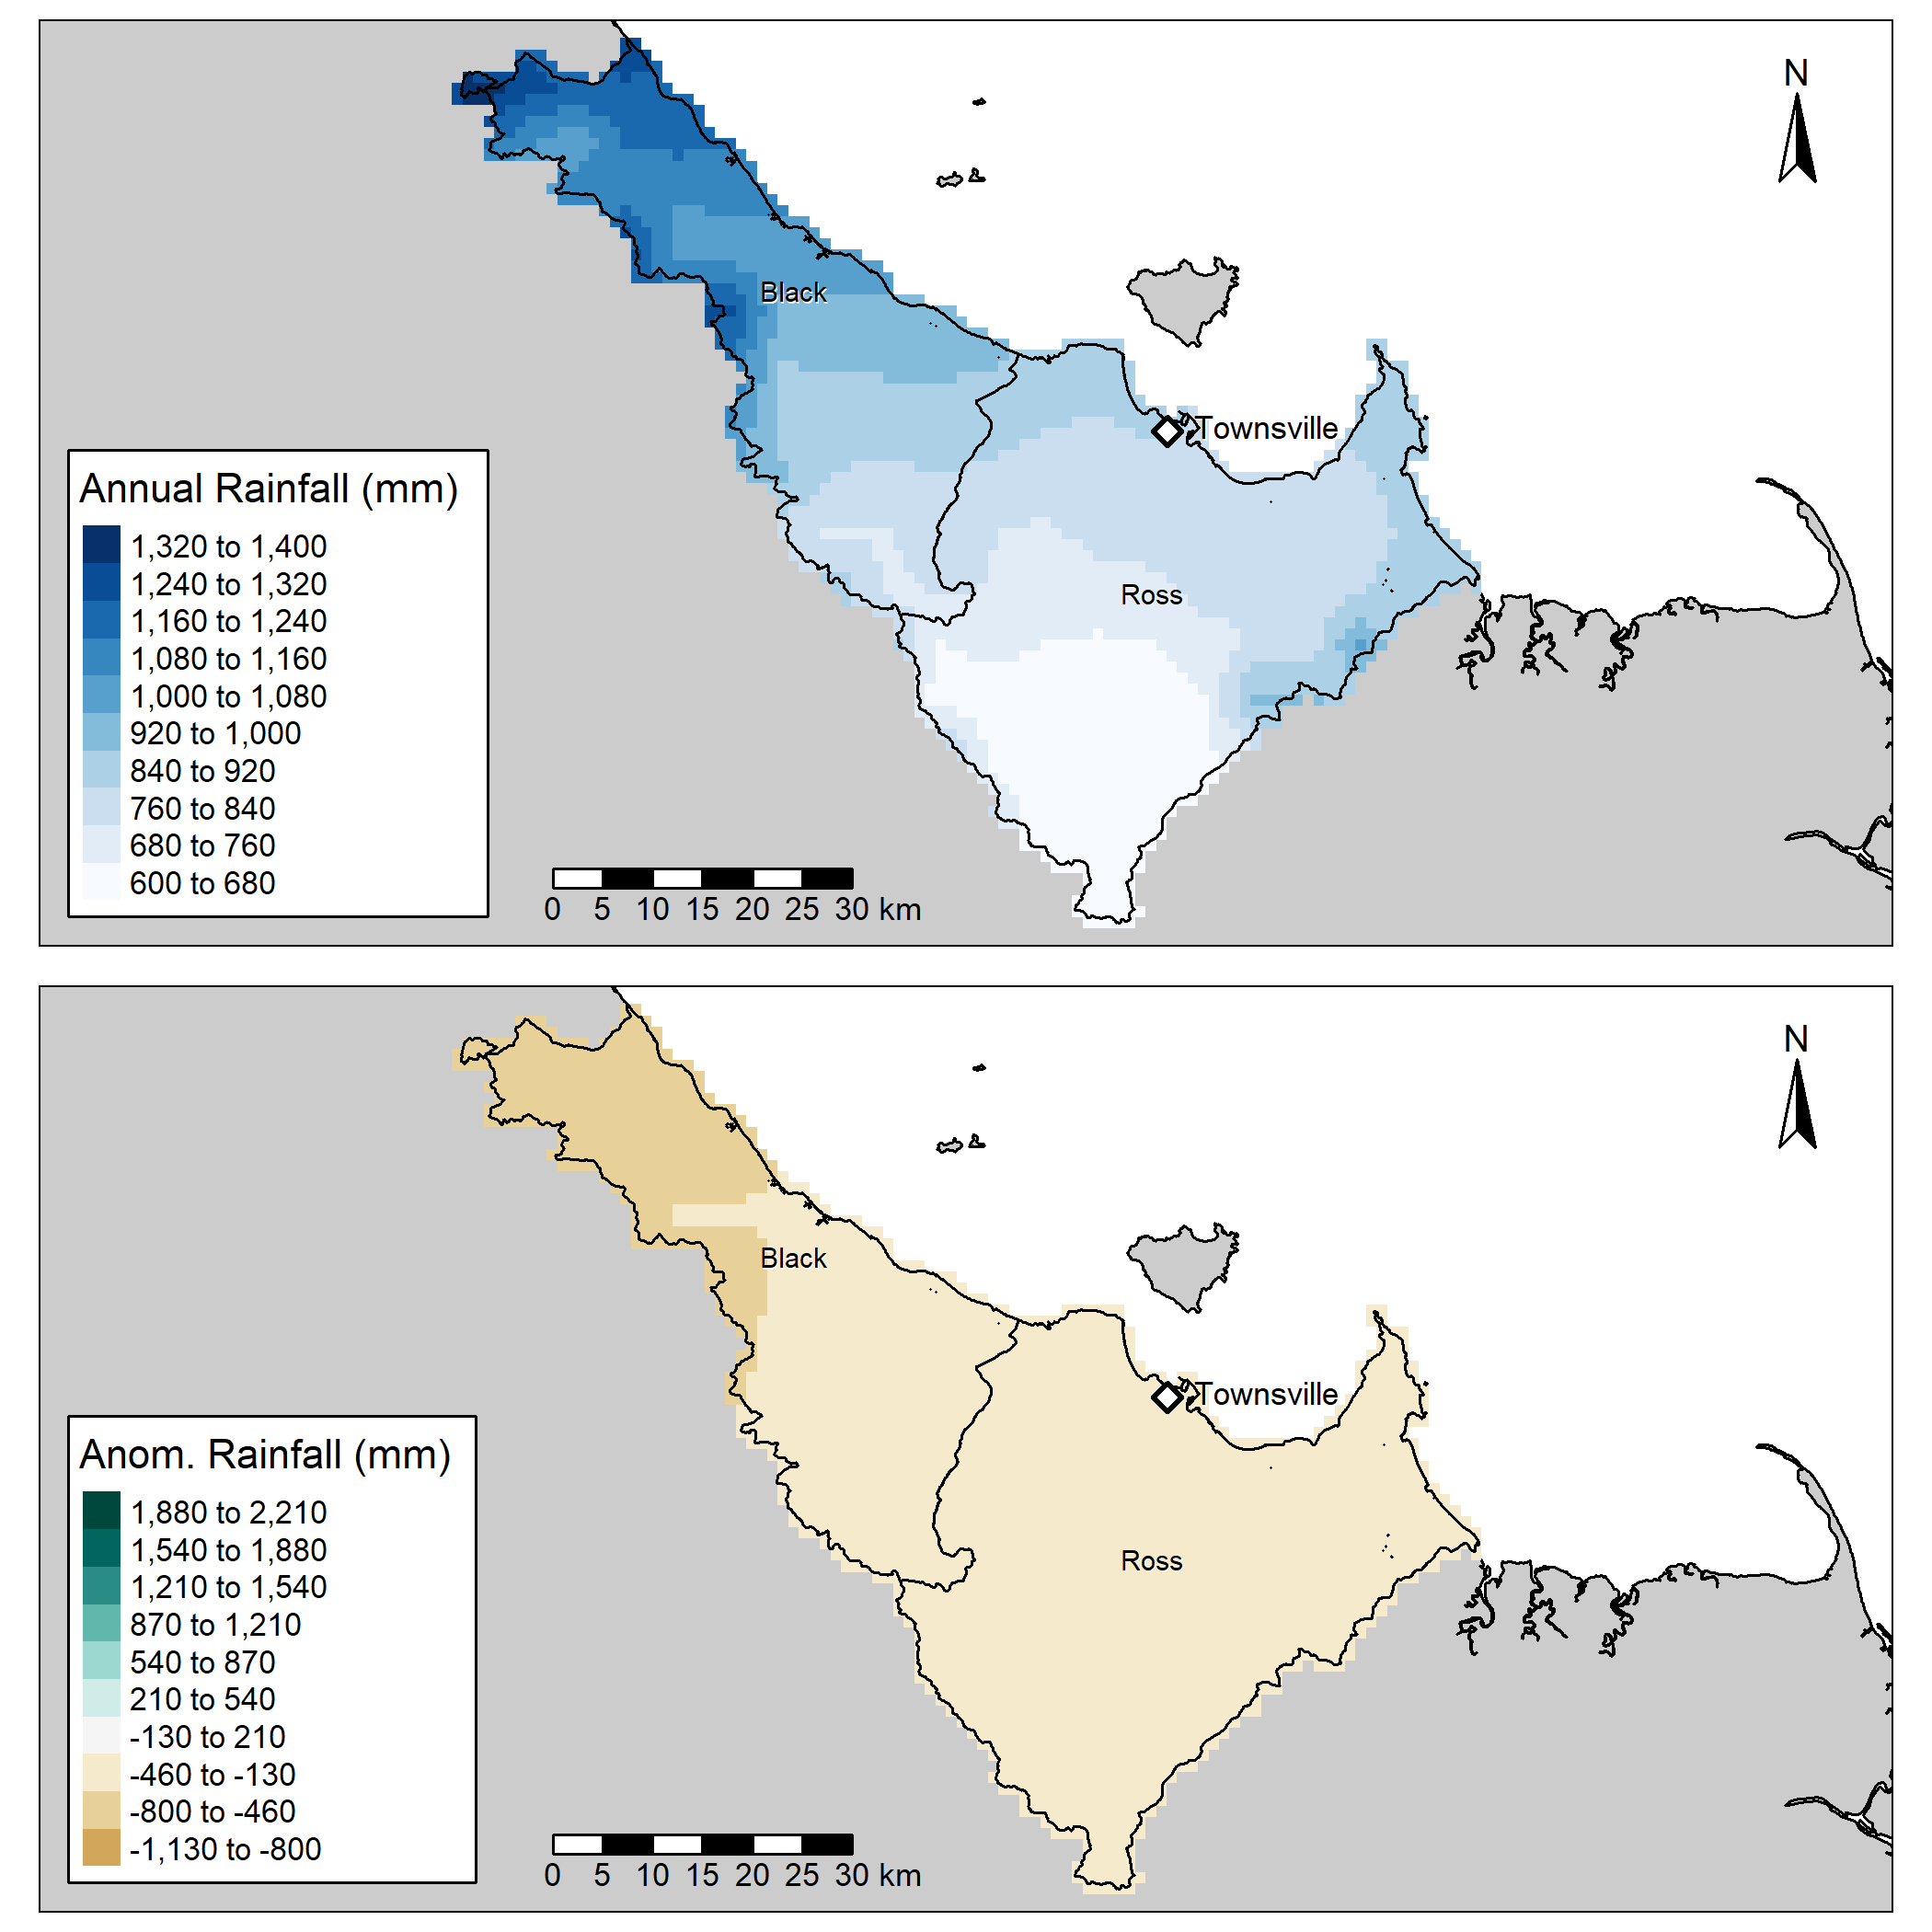 N
Black
Townsville
Annual Rainfall (mm)
1,320 to 1,400
1,240 to 1,320
1,160 to 1,240
1,080 to 1,160
1,000 to 1,080
920 to 1,000
840 to 920
760 to 840
680 to 760
600 to 680
Ross
0 5 10 15 20 25 30 km
N
Black
Townsville
Anom. Rainfall (mm)
1,880 to 2,210
1,540 to 1,880
1,210 to 1,540
870 to 1,210
540 to 870
210 to 540
-130 to 210
-460 to -130
-800 to -460
-1,130 to -800
Ross
0 5 10 15 20 25 30 km